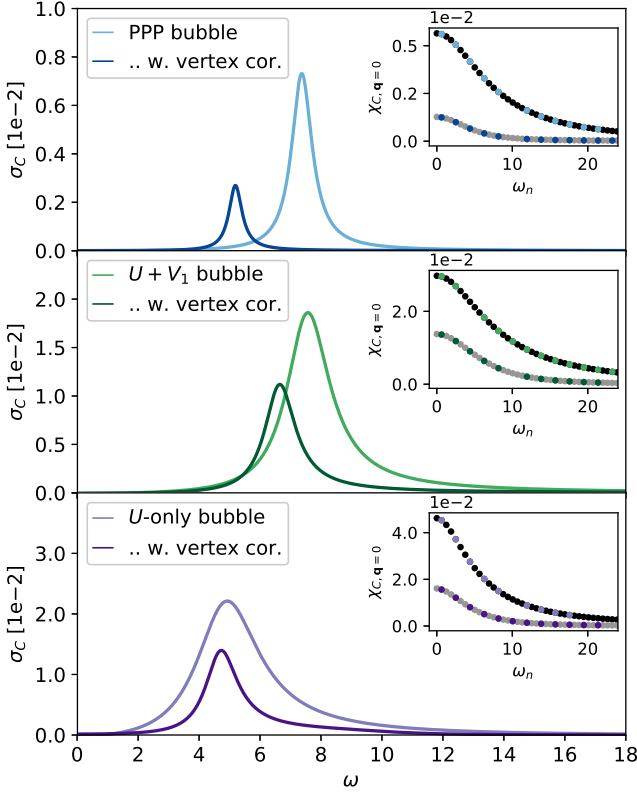 1.0
0.8
0.6
0.4
0.2
0.0
σ_C [1e−2]
PPP bubble
.. w. vertex cor.
1e−2
0.5
0.2
0.0
χ_{C, q = 0}
0 10 20
ω_n
2.0
1.5
1.0
0.5
0.0
σ_C [1e−2]
U + V_1 bubble
.. w. vertex cor.
1e−2
2.0
0.0
χ_{C, q = 0}
0 10 20
ω_n
3.0
2.0
1.0
0.0
σ_C [1e−2]
U-only bubble
.. w. vertex cor.
1e−2
4.0
2.0
0.0
χ_{C, q = 0}
0 10 20
ω_n
0 2 4 6 8 10 12 14 16 18
ω